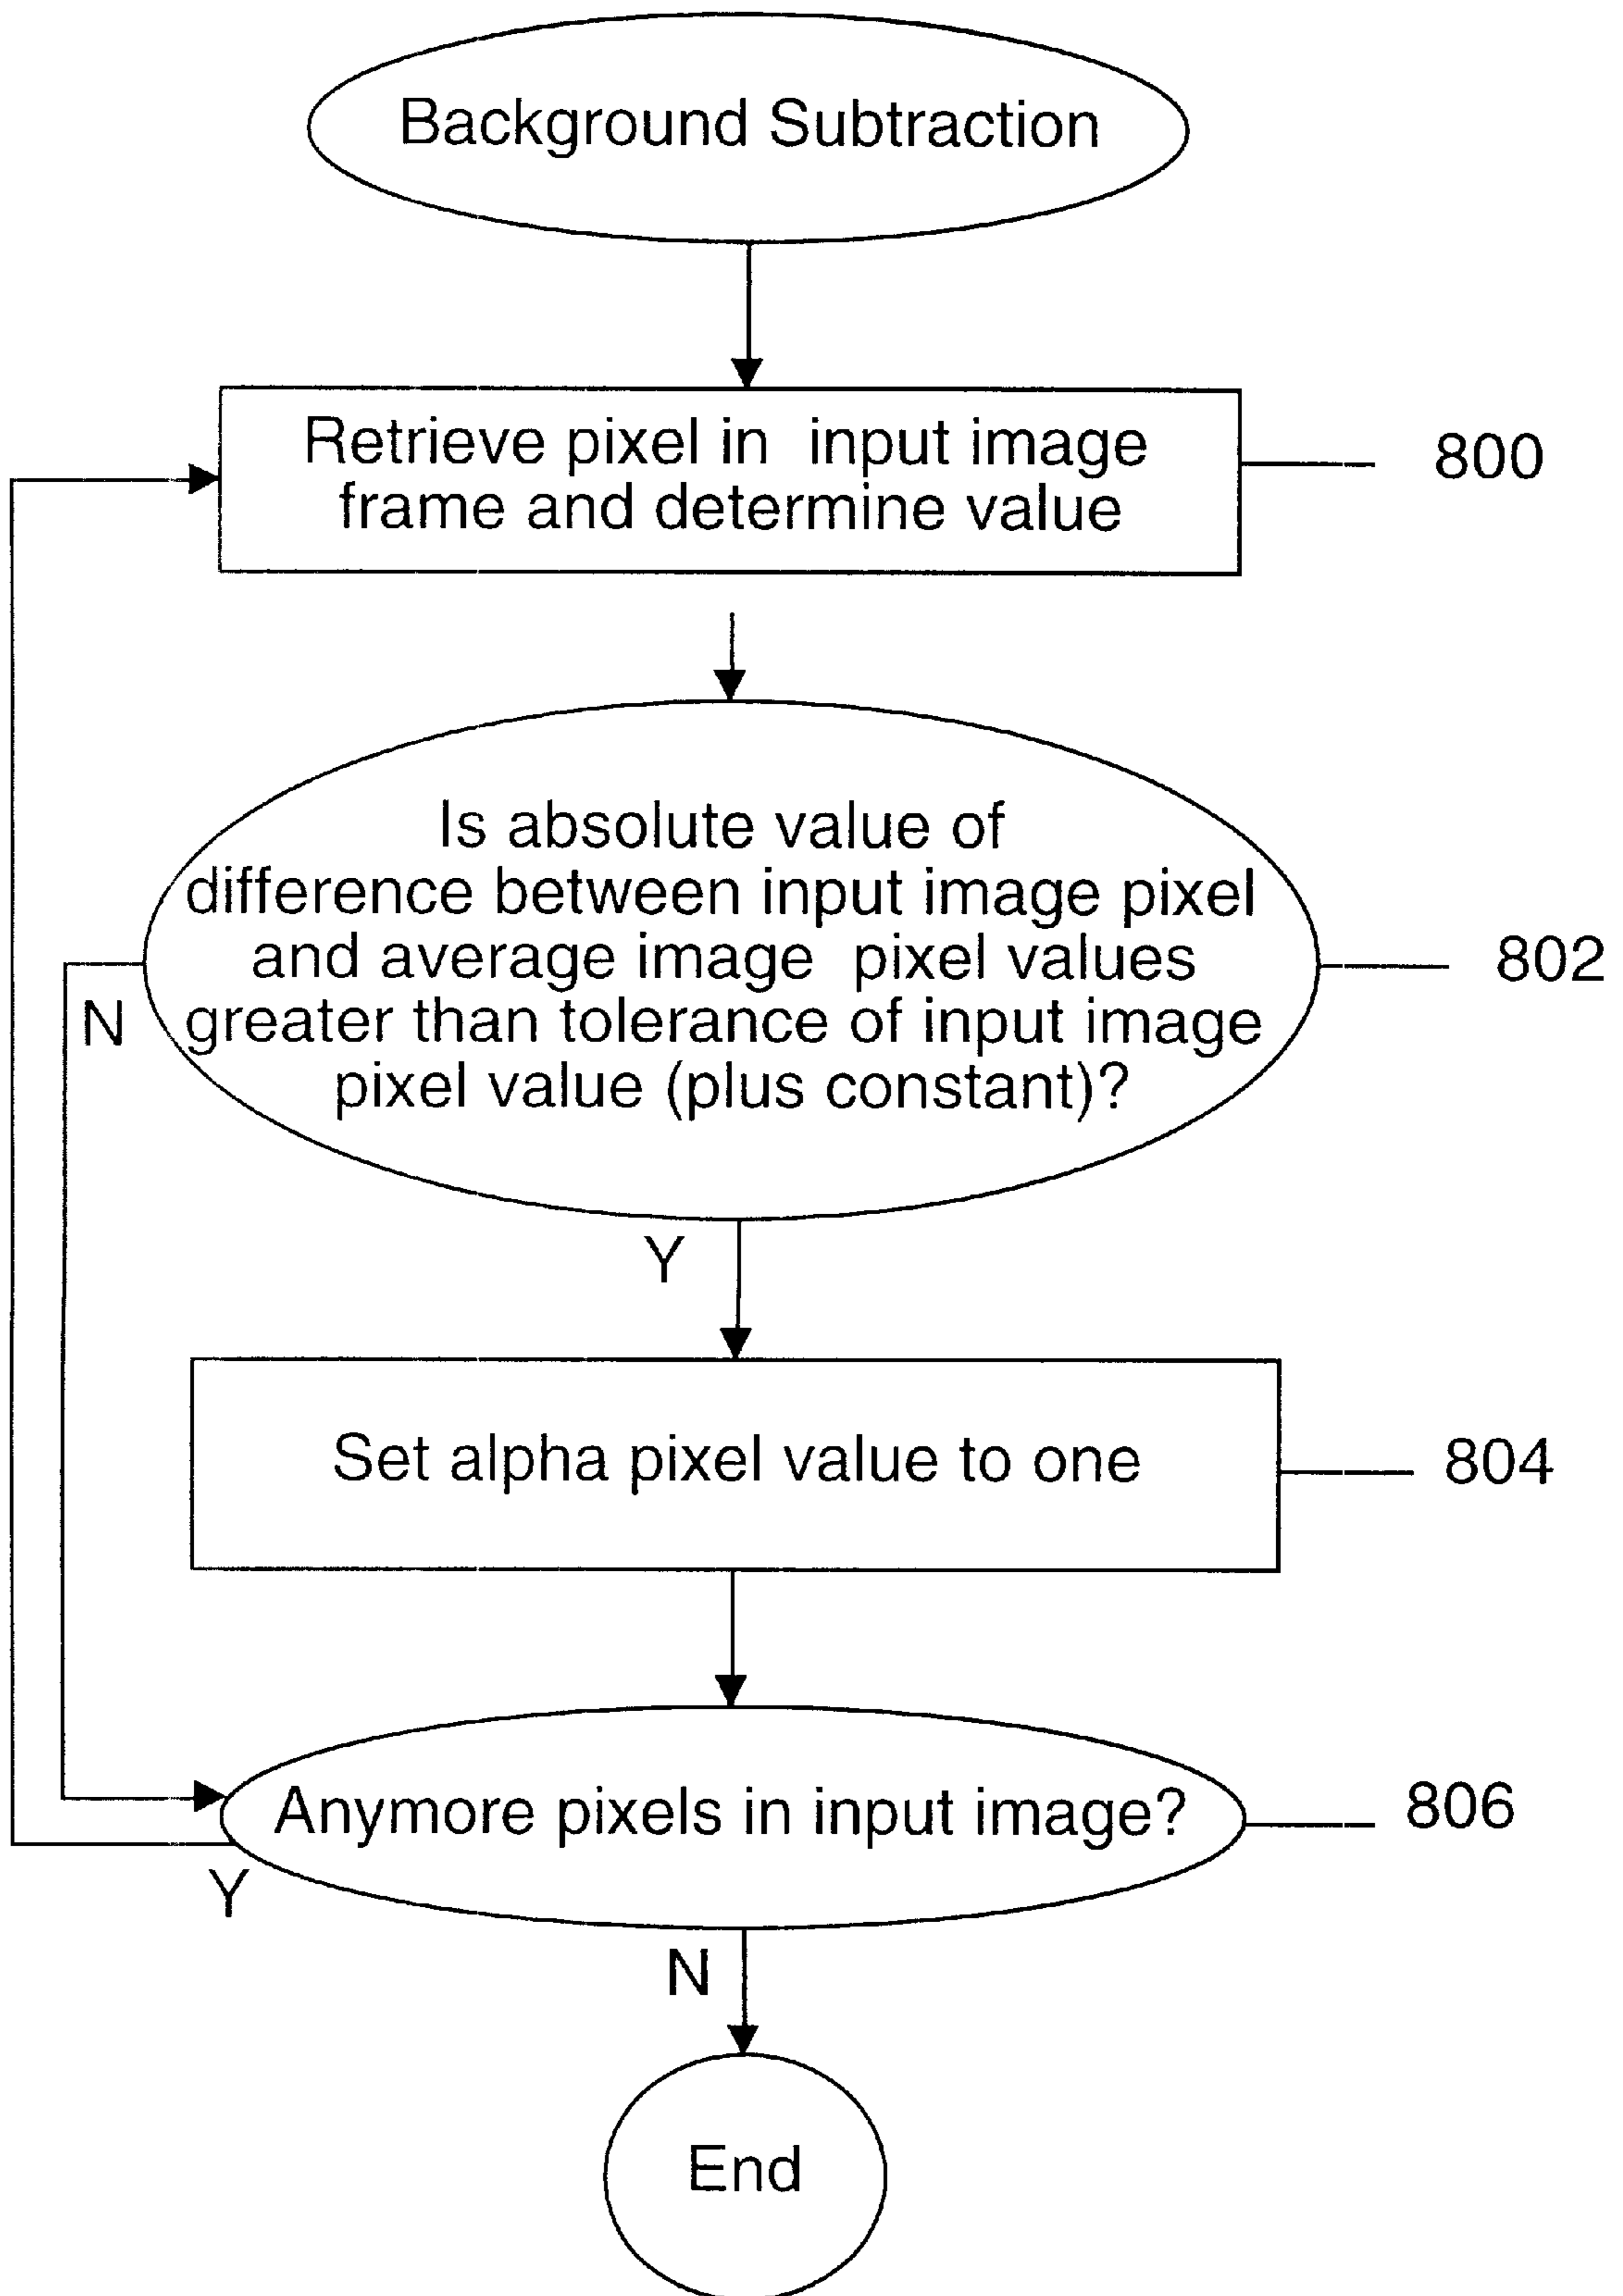 Background Subtraction
Retrieve pixel in input image
frame and determine value
800
Is absolute value of
difference between input image pixel
and average image pixel values
greater than tolerance of input image
pixel value (plus constant)?
802
N
Y
Set alpha pixel value to one
804
Anymore pixels in input image?
806
Y
N
End